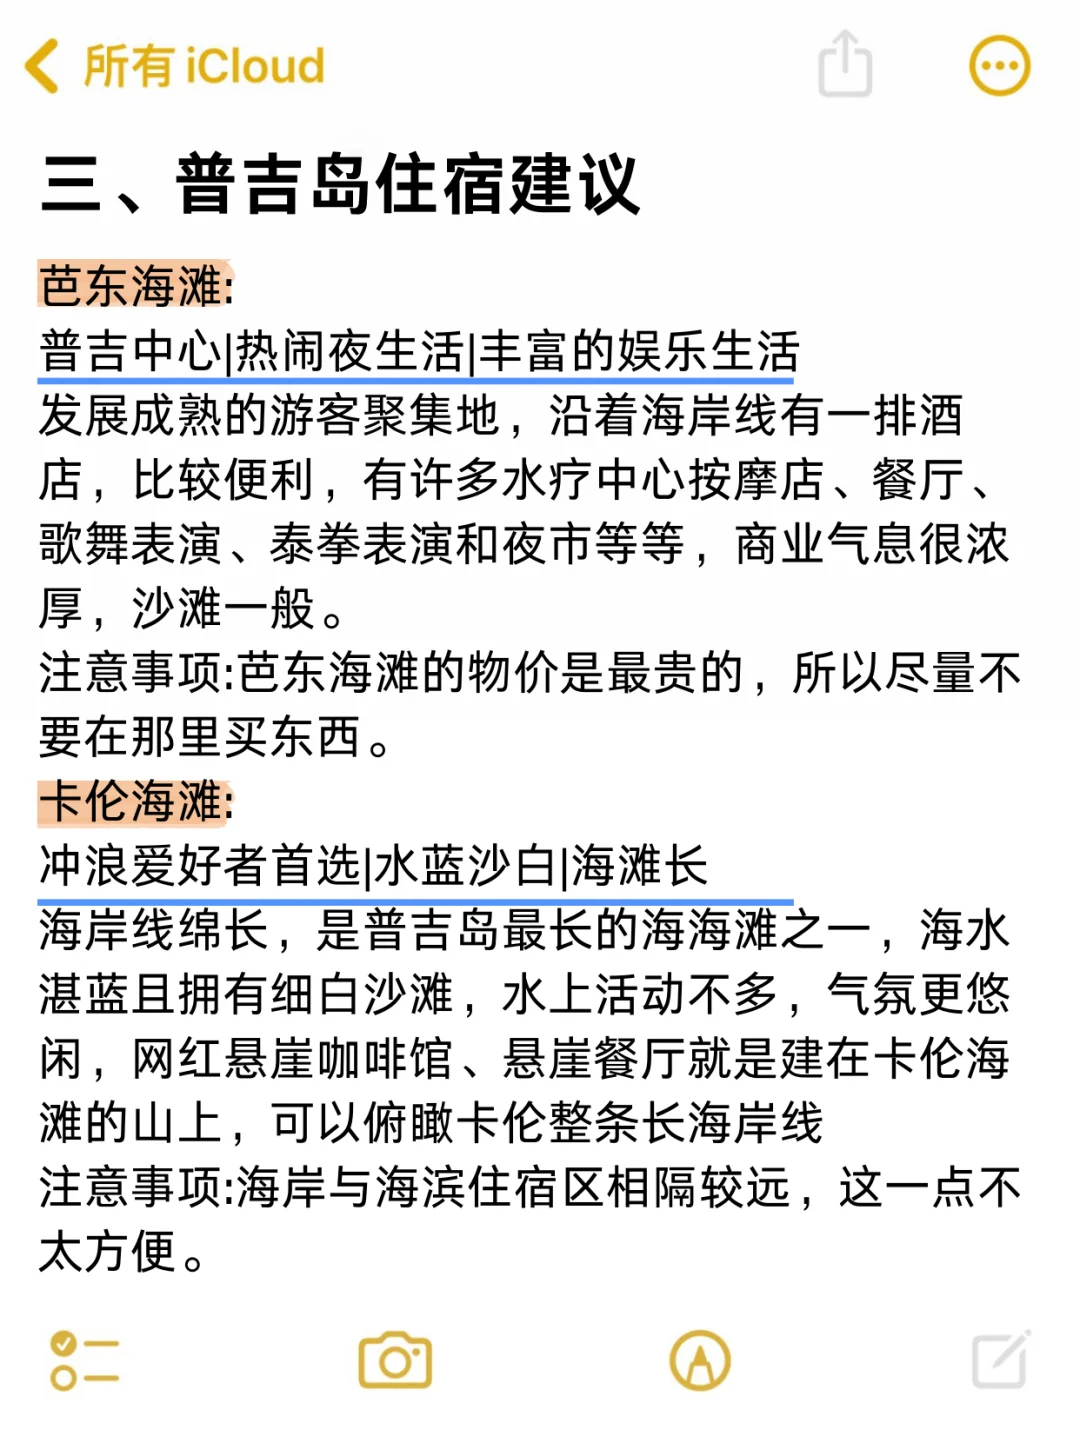 所有 iCloud
三、普吉岛住宿建议
芭东海滩:
普吉中心|热闹夜生活|丰富的娱乐生活
发展成熟的游客聚集地，沿着海岸线有一排酒
店，比较便利，有许多水疗中心按摩店、餐厅、
歌舞表演、泰拳表演和夜市等等，商业气息很浓
厚，沙滩一般。
注意事项:芭东海滩的物价是最贵的，所以尽量不
要在那里买东西。
卡伦海滩:
冲浪爱好者首选|水蓝沙白|海滩长
海岸线绵长，是普吉岛最长的海海滩之一，海水
湛蓝且拥有细白沙滩，水上活动不多，气氛更悠
闲，网红悬崖咖啡馆、悬崖餐厅就是建在卡伦海
滩的山上，可以俯瞰卡伦整条长海岸线
注意事项:海岸与海滨住宿区相隔较远，这一点不
太方便。